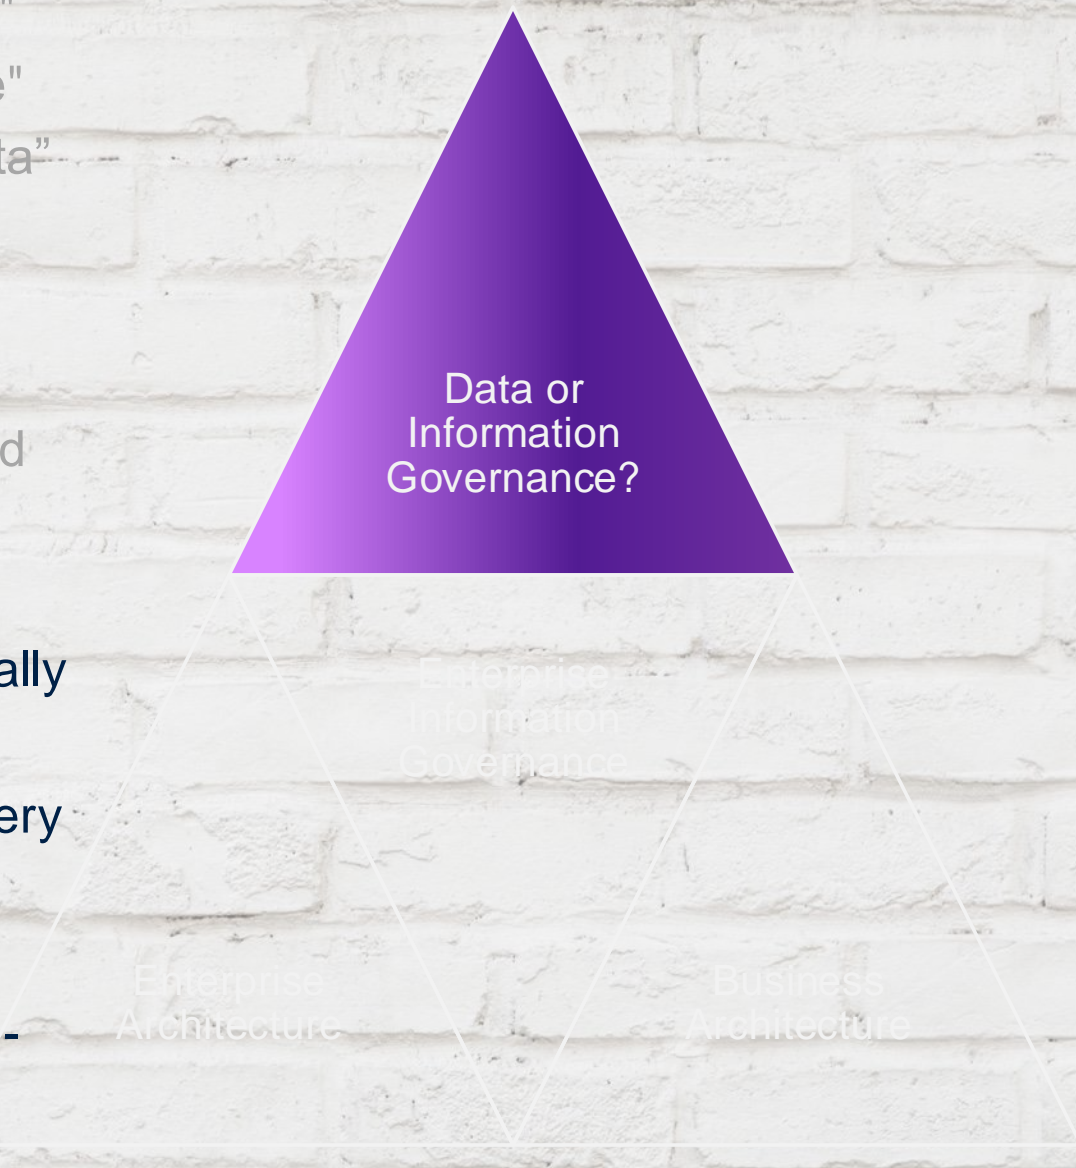 "
e"
ta”
d
ally
ery
-
Data or
Information
Governance?
Enterprise
Information
Governance
Enterprise
Architecture
Business
Architecture